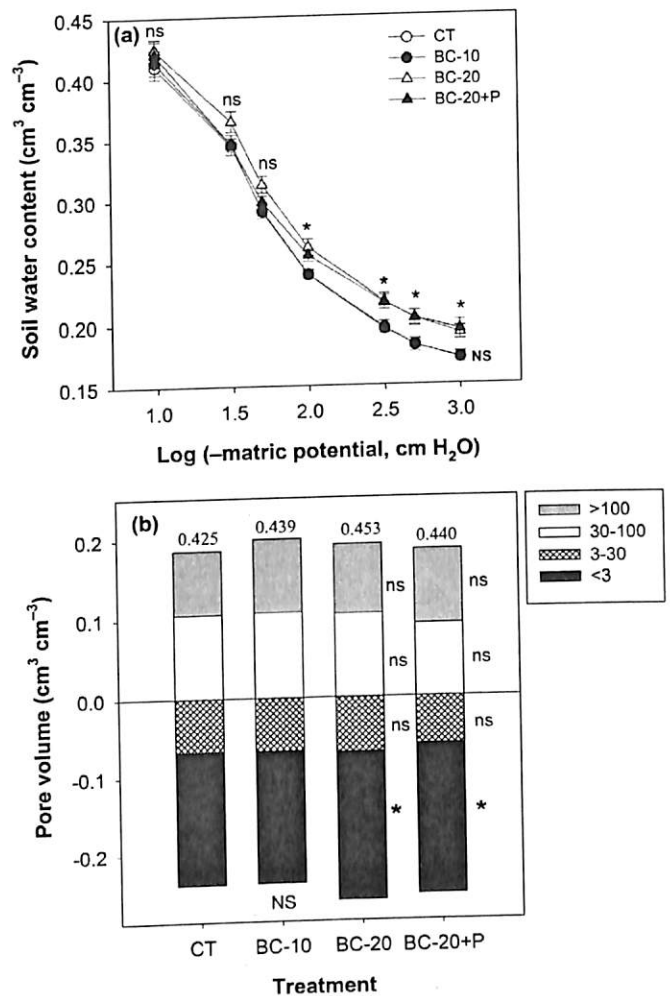 (a)
ns
ns
ns
*
*
*
*
NS
CT
BC-10
BC-20
BC-20+P
0.45
0.40
0.35
0.30
0.25
0.20
0.15
Soil water content (cm³ cm⁻³)
1.0 1.5 2.0 2.5 3.0
Log (–matric potential, cm H₂O)
(b)
0.425 0.439 0.453 0.440
>100
30-100
3-30
<3
0.2
0.1
0.0
-0.1
-0.2
Pore volume (cm³ cm⁻³)
ns ns
ns ns
ns ns
* *
NS
CT BC-10 BC-20 BC-20+P
Treatment